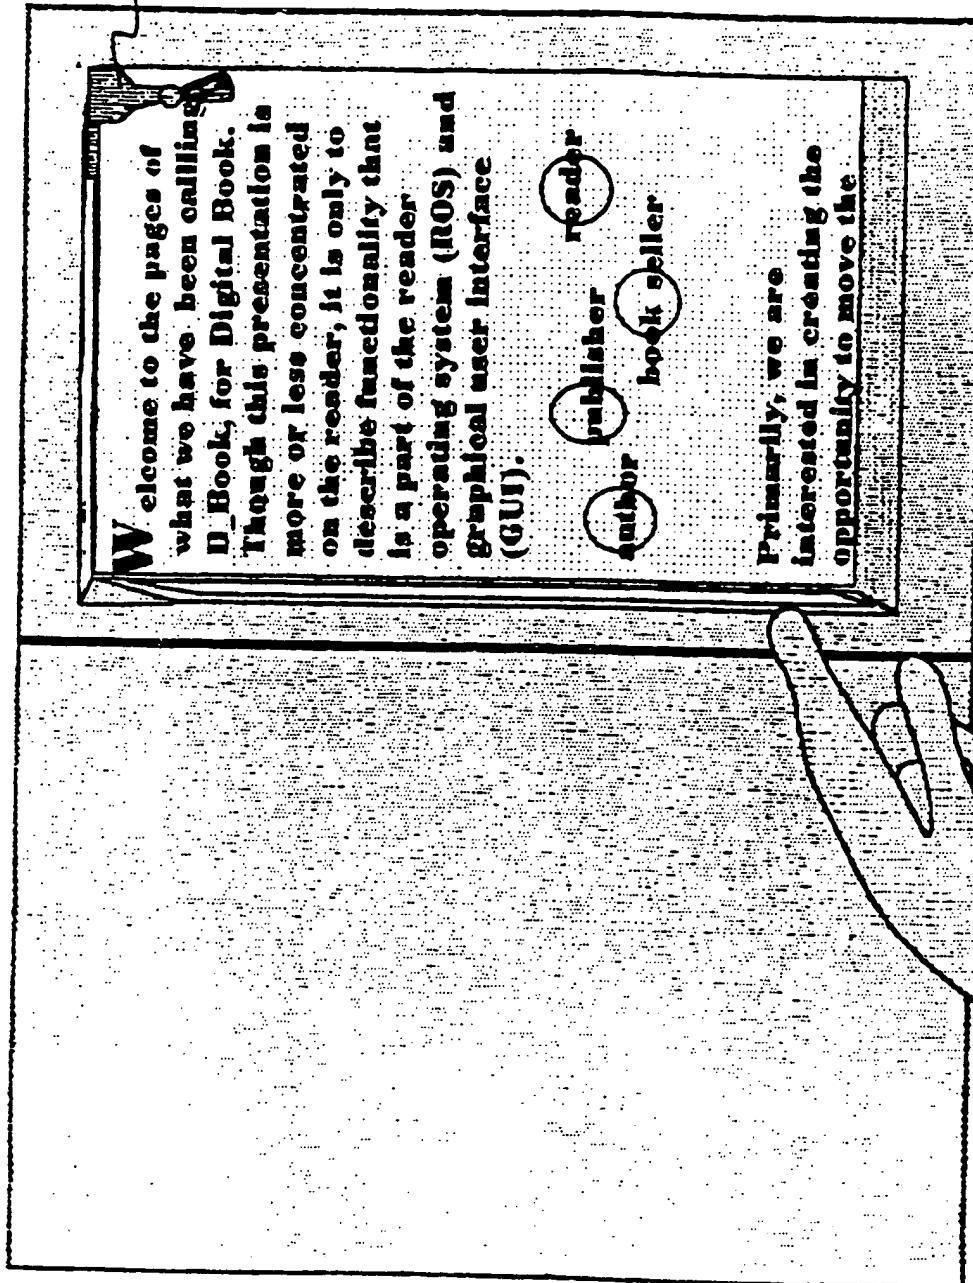 Welcome to the pages of
what we have been callling
D_Book, for Digital Book.
Though this presentation is
more or less concentrated
on the reader, it is only to
describe functionality that
is a part of the reader
operating system (ROS) and
graphical user interface
(GUI).
author
publisher
book seller
reader
Primarily, we are
interested in creating the
opportunity to move the